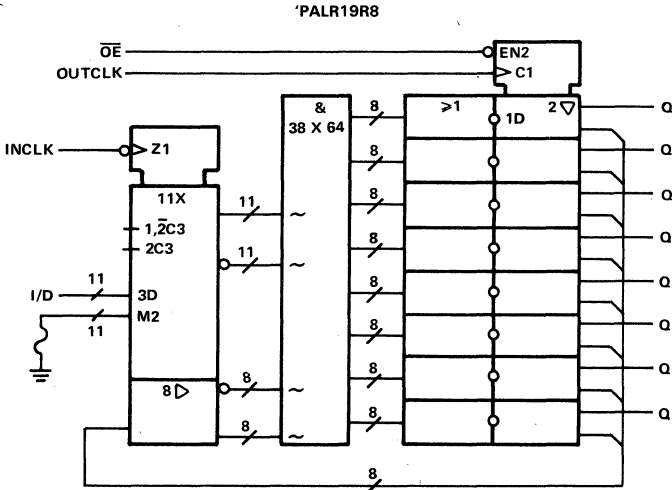 'PALR19R8
OE
EN2
OUTCLK
C1
&
38 X 64
8
≥1
1D
2 ▽
Q
INCLK
Z1
8
Q
11X
8
Q
1,2̅C3
11
~
2C3
11
~
8
Q
I/D
11
3D
8
Q
M2
11
8
Q
8 ▷
8
~
8
Q
8
~
8
Q
8